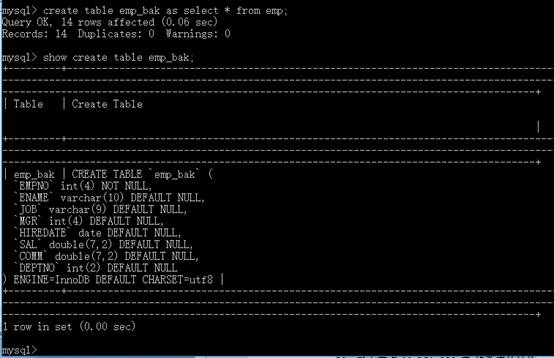 mysql> create table emp_bak as select * from emp;
Query OK, 14 rows affected (0.06 sec)
Records: 14  Duplicates: 0  Warnings: 0
mysql> show create table emp_bak;
| Table   | Create Table
|
| emp_bak | CREATE TABLE `emp_bak` (
  `EMPNO` int(4) NOT NULL,
  `ENAME` varchar(10) DEFAULT NULL,
  `JOB` varchar(9) DEFAULT NULL,
  `MGR` int(4) DEFAULT NULL,
  `HIREDATE` date DEFAULT NULL,
  `SAL` double(7,2) DEFAULT NULL,
  `COMM` double(7,2) DEFAULT NULL,
  `DEPTNO` int(2) DEFAULT NULL
) ENGINE=InnoDB DEFAULT CHARSET=utf8 |
1 row in set (0.00 sec)
mysql>